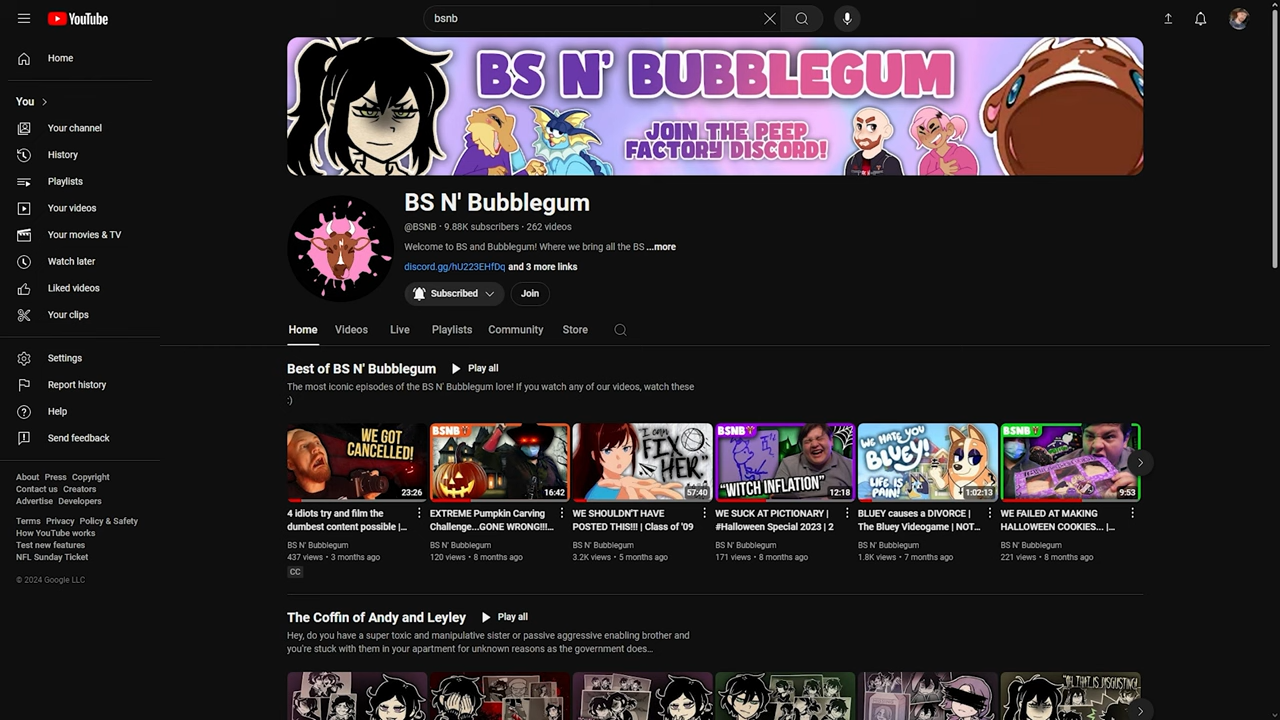 YouTube
bsnb
Home
You
Your channel
History
Playlists
Your videos
Your movies & TV
Watch later
Liked videos
Your clips
Settings
Report history
Help
Send feedback
About Press Copyright
Contact us Creators
Advertise Developers
Terms Privacy Policy & Safety
How YouTube works
Test new features
NFL Sunday Ticket
© 2024 Google LLC
BS N' BUBBLEGUM
JOIN THE PEEP
FACTORY DISCORD!
BS N' Bubblegum
@BSNB · 9.88K subscribers · 262 videos
Welcome to BS and Bubblegum! Where we bring all the BS ...more
discord.gg/hU223EHfDq and 3 more links
Subscribed Join
Home Videos Live Playlists Community Store
Best of BS N' Bubblegum Play all
The most iconic episodes of the BS N' Bubblegum lore! If you watch any of our videos, watch these
:)
WE GOT
CANCELLED!
23:26
4 idiots try and film the
dumbest content possible |...
BS N' Bubblegum
437 views • 3 months ago
CC
BSNB
16:42
EXTREME Pumpkin Carving
Challenge...GONE WRONG!!!...
BS N' Bubblegum
120 views • 8 months ago
I can
FIX
HER
57:40
WE SHOULDN'T HAVE
POSTED THIS!!! | Class of '09
BS N' Bubblegum
3.2K views • 5 months ago
BSNB
"WITCH INFLATION"
12:18
WE SUCK AT PICTIONARY |
#Halloween Special 2023 | 2
BS N' Bubblegum
171 views • 8 months ago
WE HATE YOU
BLUEY!
LIFE IS
PAIN!
1:02:13
BLUEY causes a DIVORCE |
The Bluey Videogame | NOT...
BS N' Bubblegum
1.8K views • 7 months ago
BSNB
9:53
WE FAILED AT MAKING
HALLOWEEN COOKIES... |...
BS N' Bubblegum
221 views • 8 months ago
The Coffin of Andy and Leyley Play all
Hey, do you have a super toxic and manipulative sister or passive aggressive enabling brother and
you're stuck with them in your apartment for unknown reasons as the government does...
"OH THAT IS DISGUSTING!"